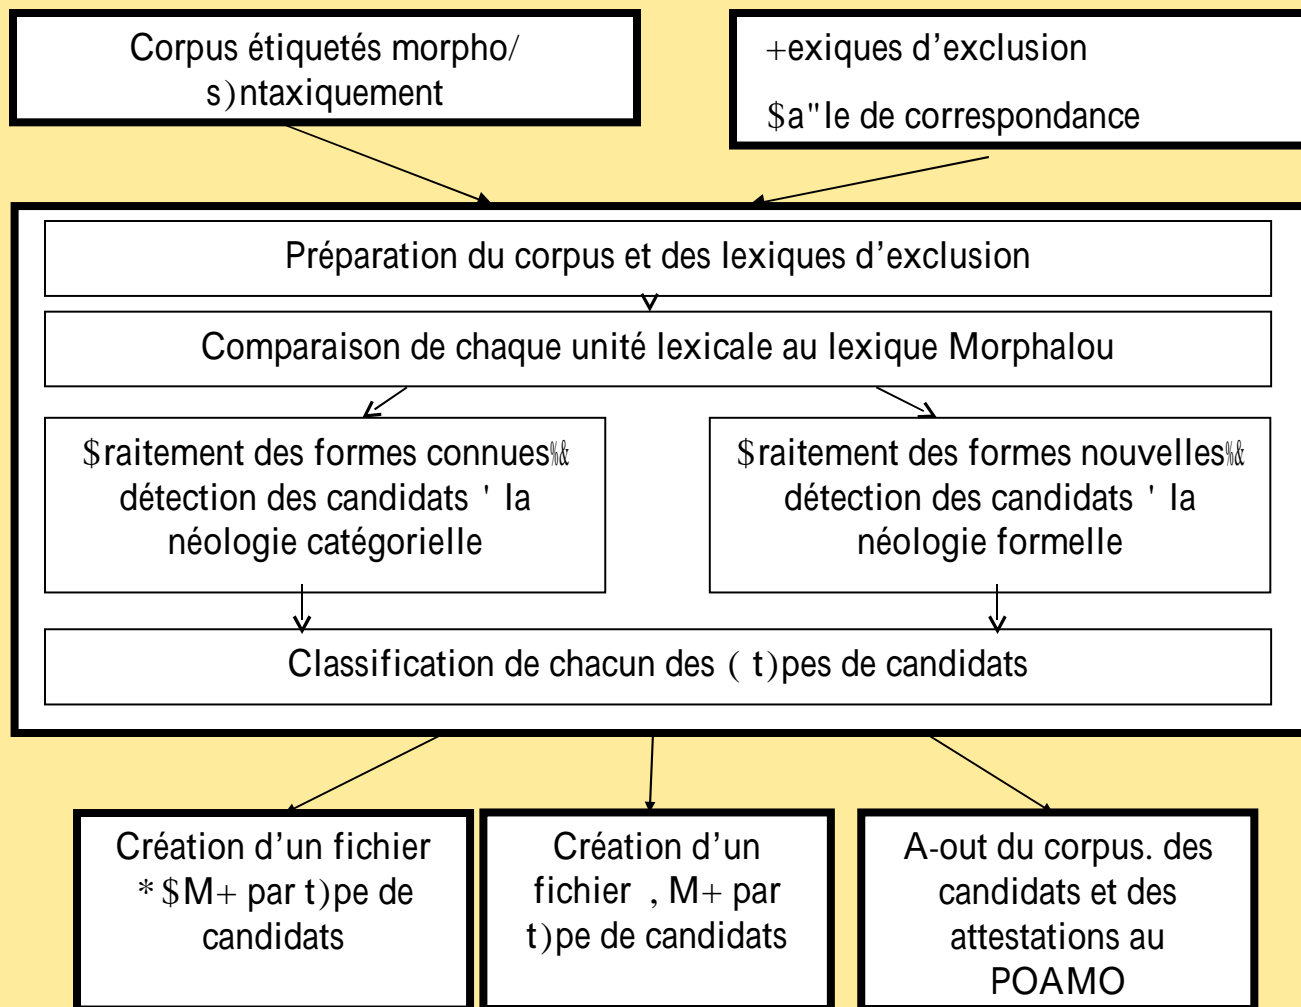 Corpus étiquetés morpho/
s)ntaxiquement
+exiques d’exclusion
$a"le de correspondance
Préparation du corpus et des lexiques d’exclusion
Comparaison de chaque unité lexicale au lexique Morphalou
$raitement des formes connues%&
détection des candidats ' la
néologie catégorielle
$raitement des formes nouvelles%&
détection des candidats ' la
néologie formelle
Classification de chacun des ( t)pes de candidats
Création d’un fichier
*$M+ par t)pe de
candidats
Création d’un
fichier , M+ par
t)pe de candidats
A-out du corpus. des
candidats et des
attestations au
POAMO